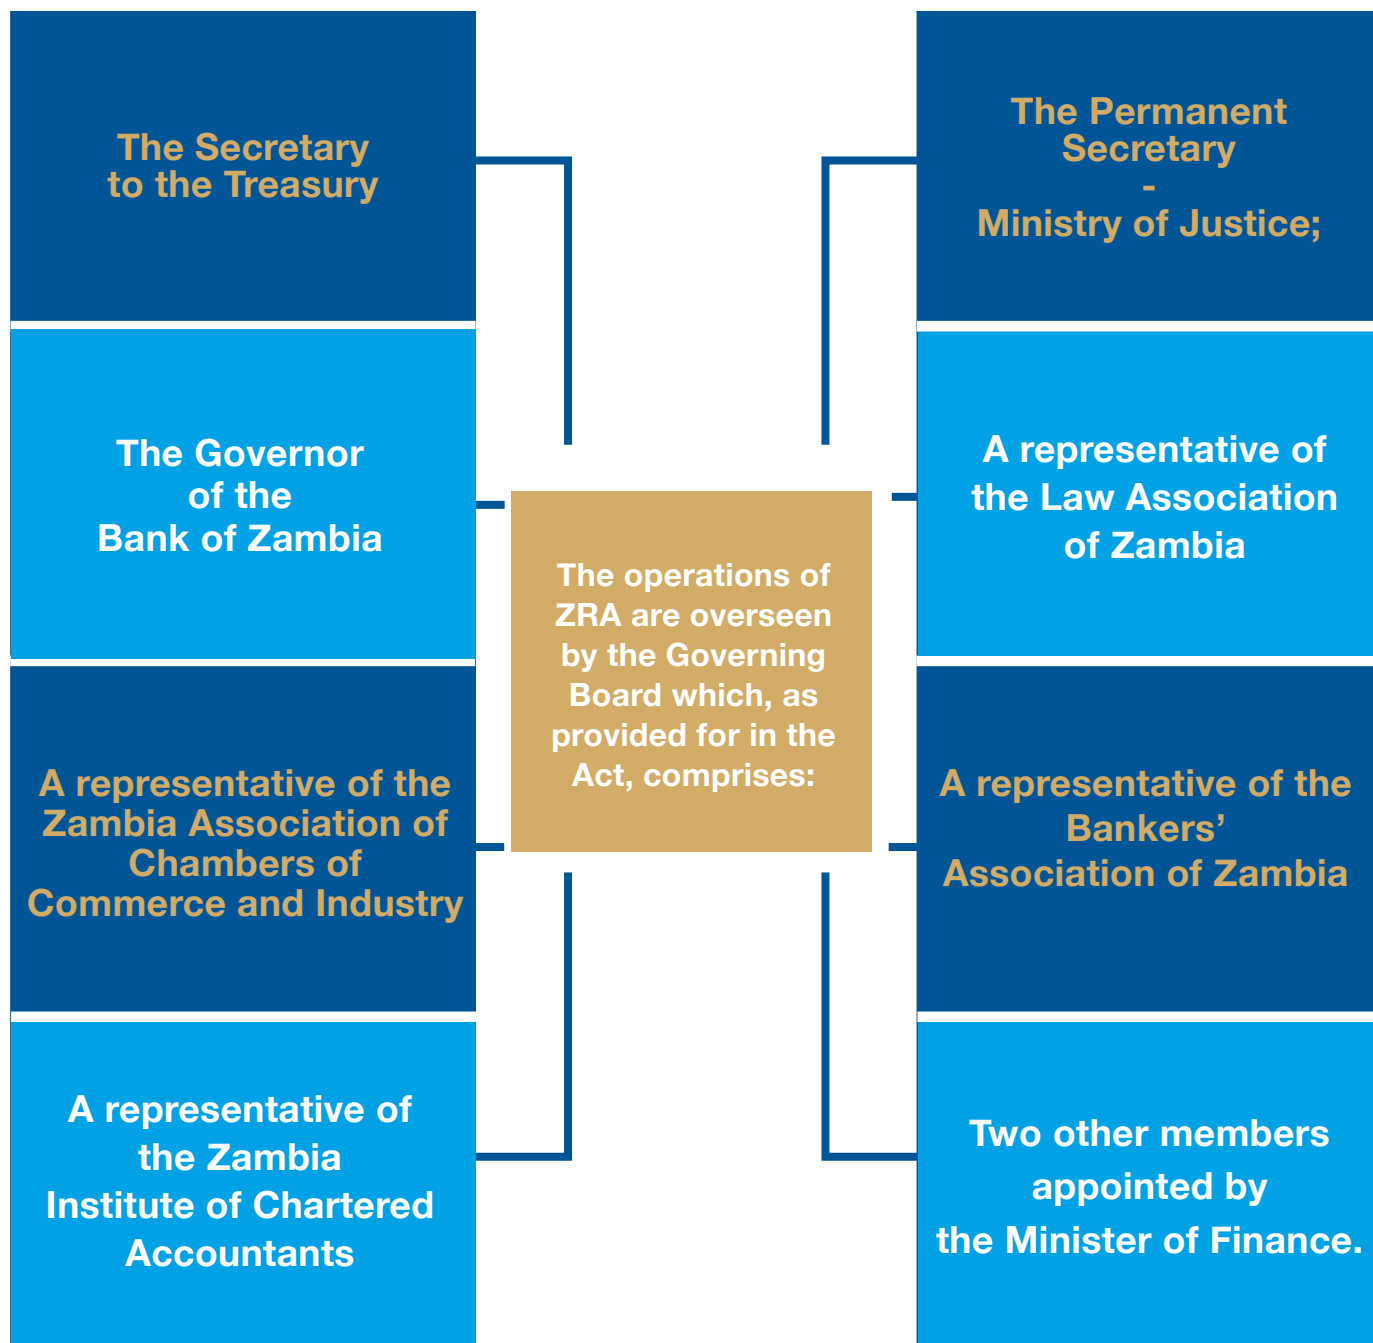 The Secretary
to the Treasury
The Governor
of the
Bank of Zambia
A representative of the
Zambia Association of
Chambers of
Commerce and Industry
A representative of
the Zambia
Institute of Chartered
Accountants
The operations of
ZRA are overseen
by the Governing
Board which, as
provided for in the
Act, comprises:
The Permanent
Secretary
-
Ministry of Justice;
A representative of
the Law Association
of Zambia
A representative of the
Bankers’
Association of Zambia
Two other members
appointed by
the Minister of Finance.